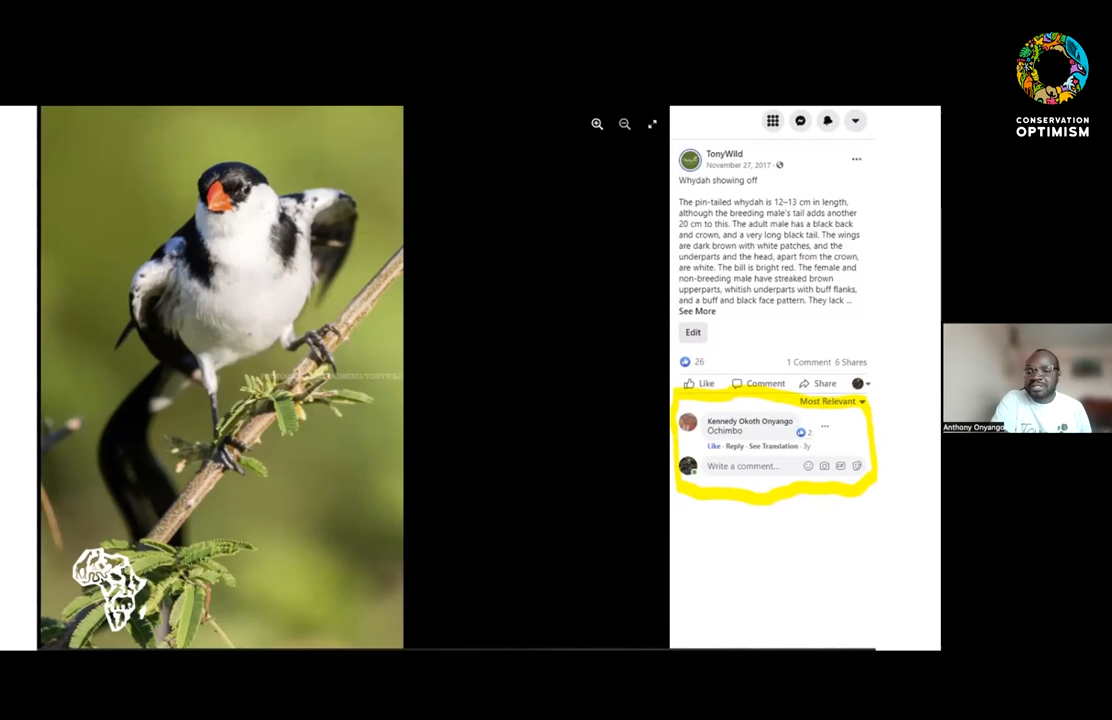 CONSERVATION
OPTIMISM
TonyWild
November 27, 2017 ·
Whydah showing off
The pin-tailed whydah is 12–13 cm in length,
although the breeding male's tail adds another
20 cm to this. The adult male has a black back
and crown, and a very long black tail. The wings
are dark brown with white patches, and the
underparts and the head, apart from the crown,
are white. The bill is bright red. The female and
non-breeding male have streaked brown
upperparts, whitish underparts with buff flanks,
and a buff and black face pattern. They lack ...
See More
Edit
26 1 Comment 6 Shares
Like Comment Share
Most Relevant
Kennedy Okoth Onyango
Ochimbo
2
Like · Reply · See Translation · 3y
Write a comment...
Anthony Onyango